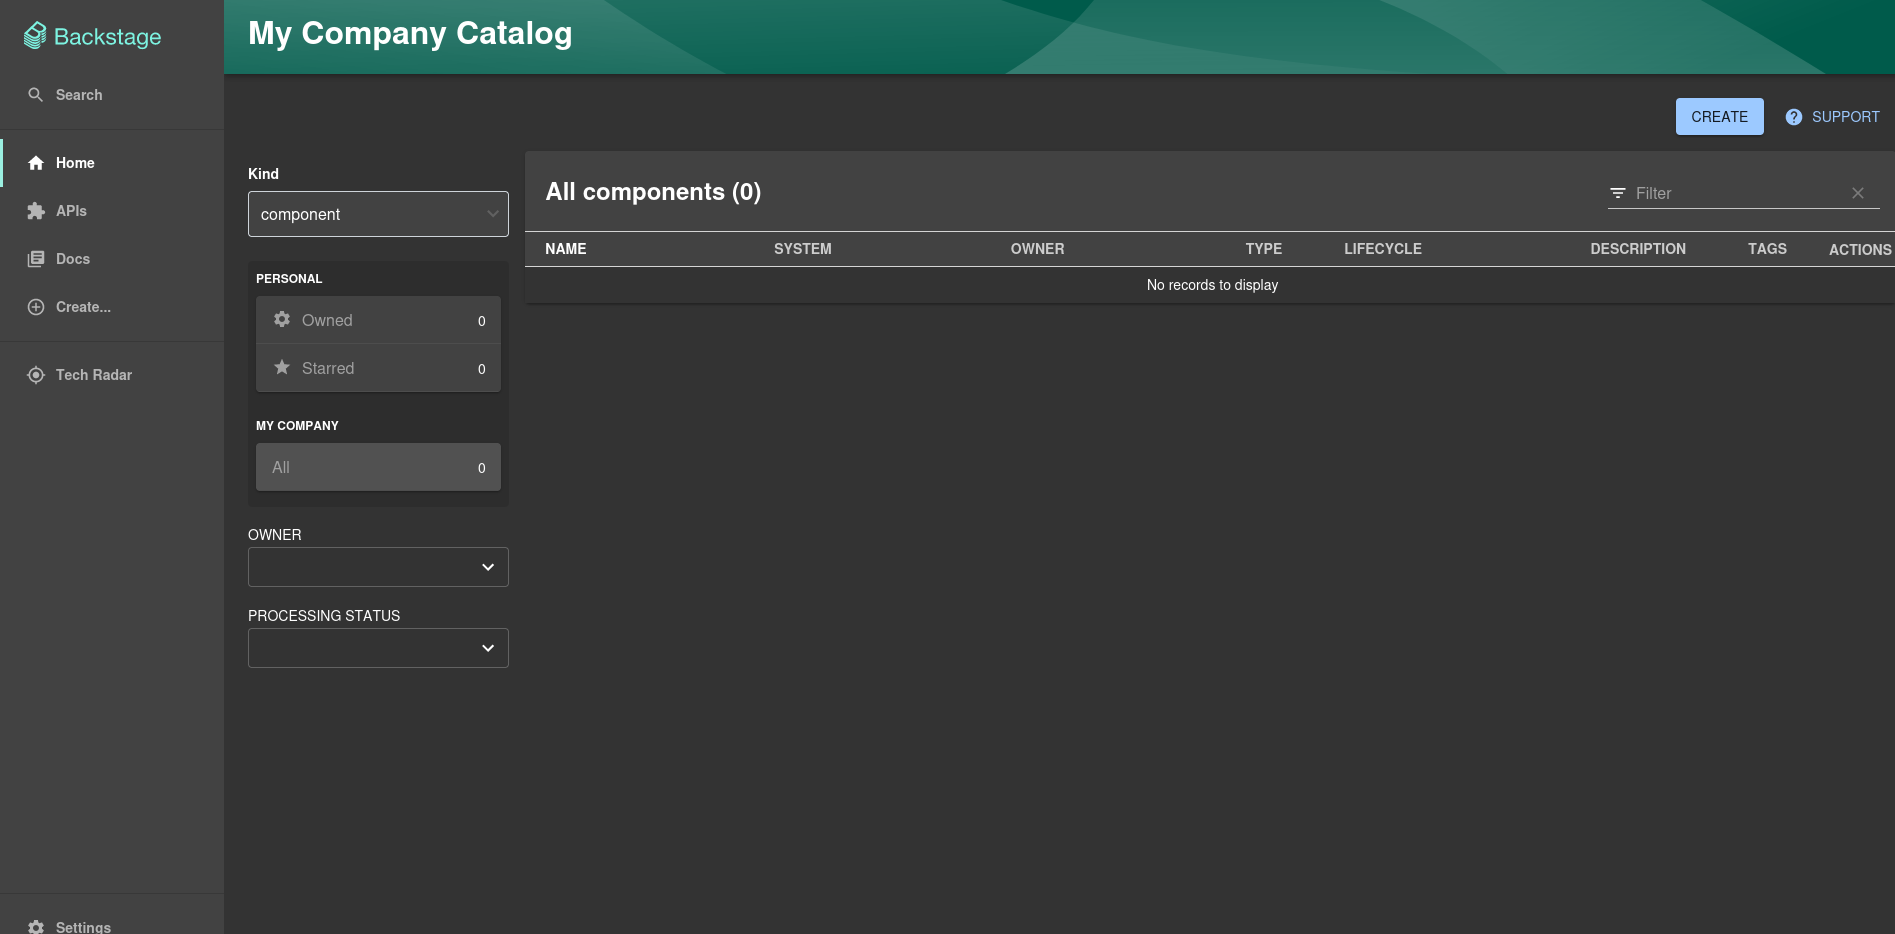 Backstage
Search
Home
APIs
Docs
Create...
Tech Radar
Settings
My Company Catalog
CREATE
SUPPORT
Kind
component
PERSONAL
Owned 0
Starred 0
MY COMPANY
All 0
OWNER
PROCESSING STATUS
All components (0)
Filter
NAME SYSTEM OWNER TYPE LIFECYCLE DESCRIPTION TAGS ACTIONS
No records to display